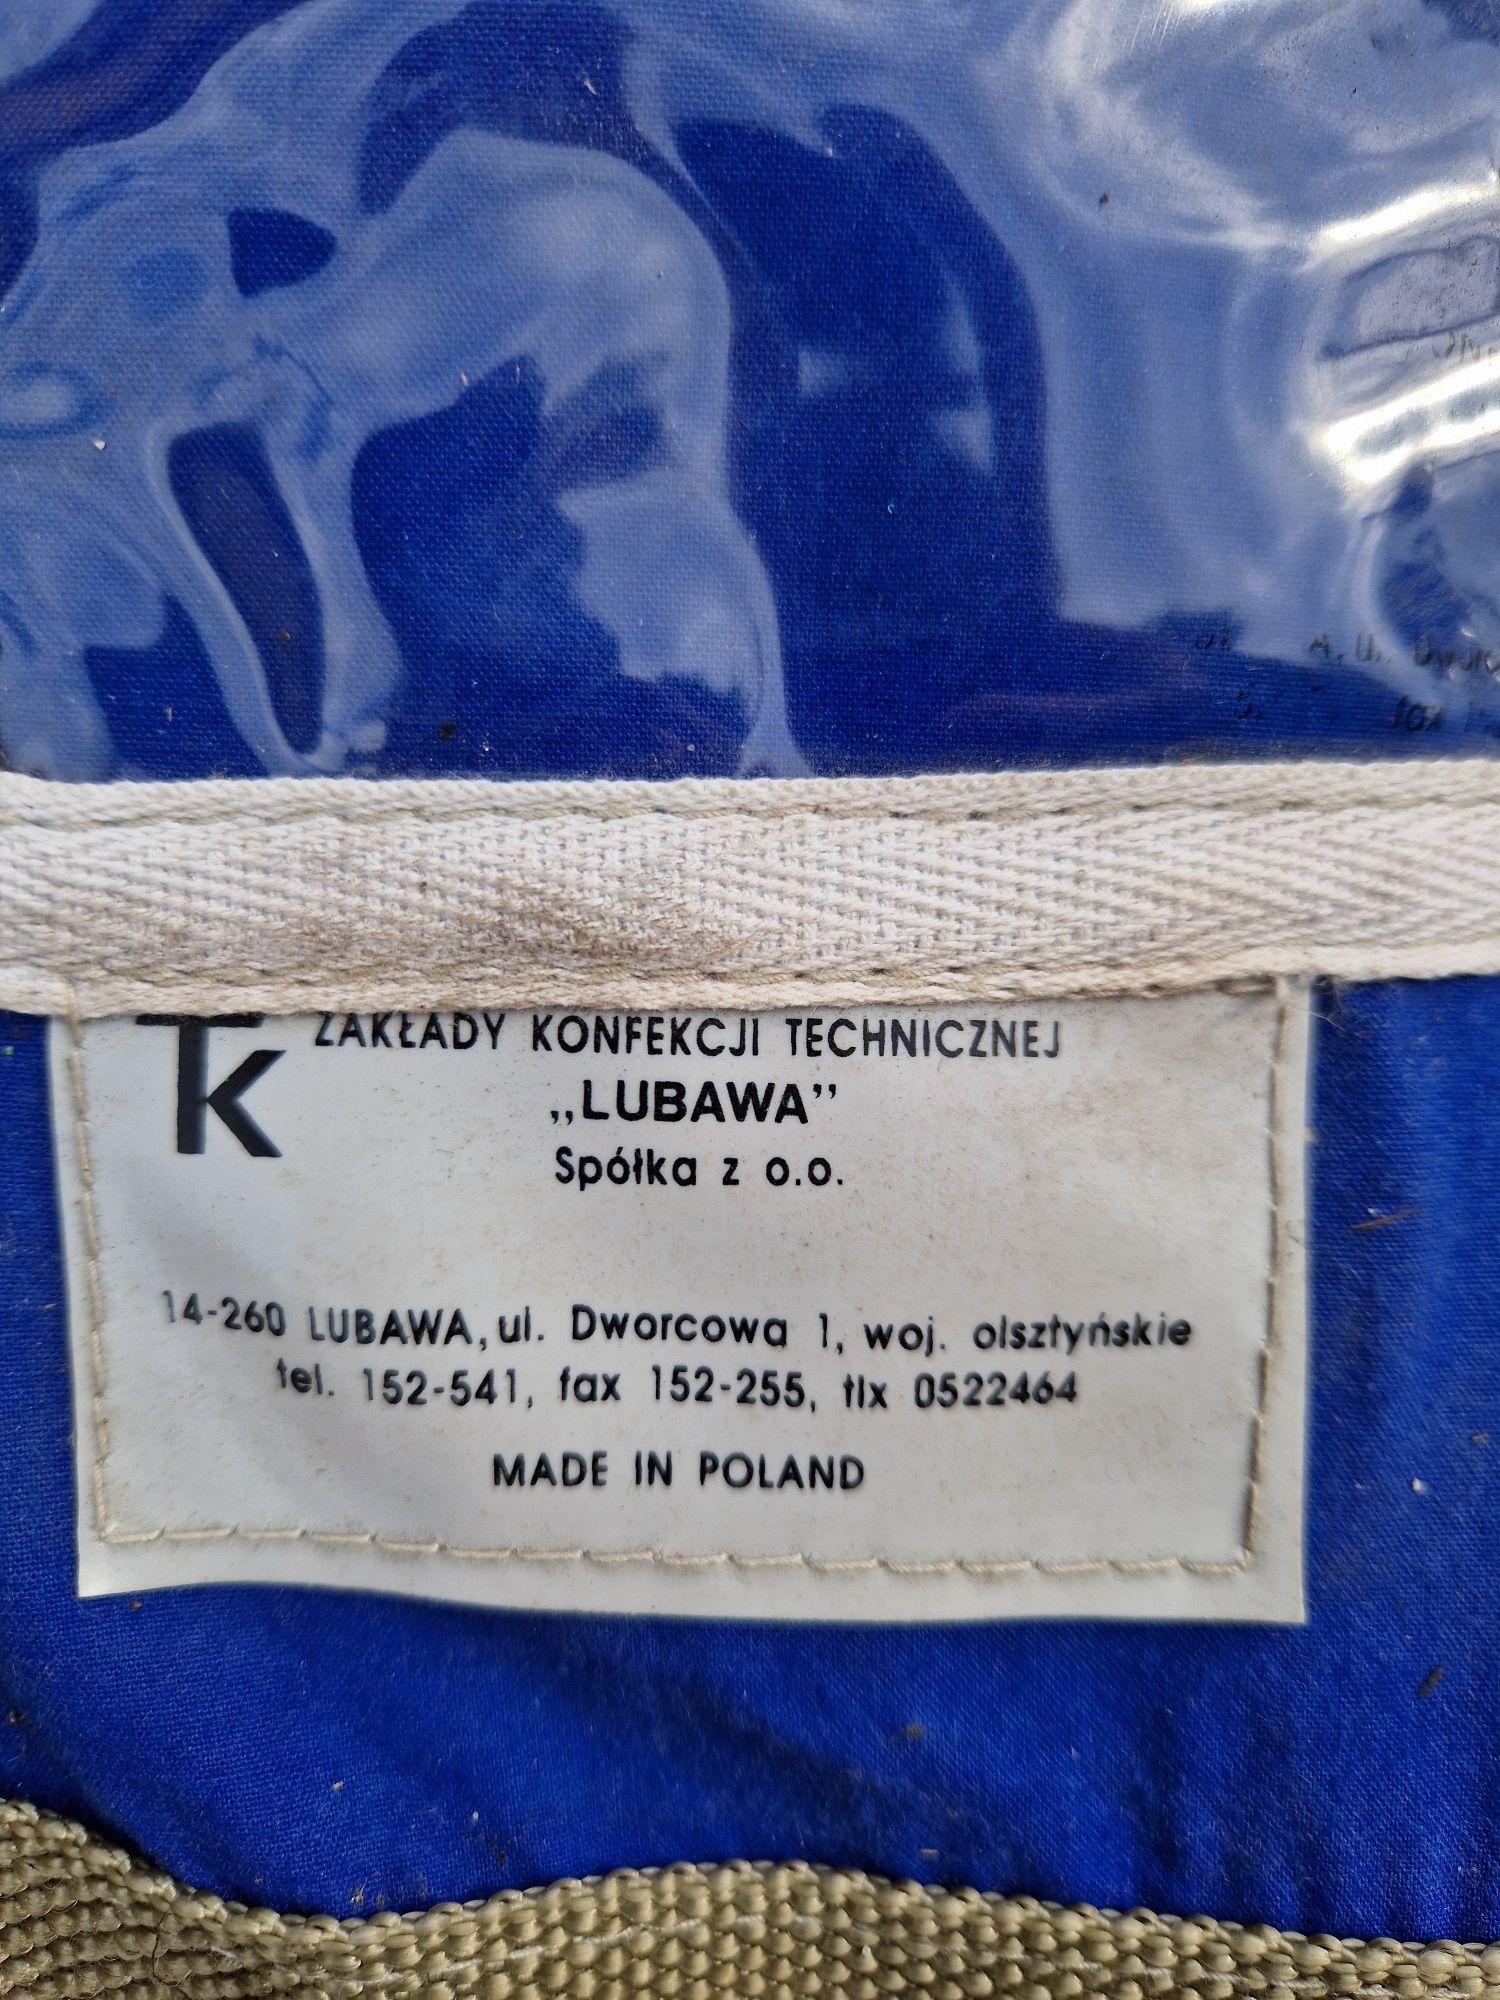 TK
ZAKŁADY KONFEKCJI TECHNICZNEJ
„LUBAWA”
Spółka z o.o.
14-260 LUBAWA, ul. Dworcowa 1, woj. olsztyńskie
tel. 152-541, fax 152-255, tlx 0522464
MADE IN POLAND